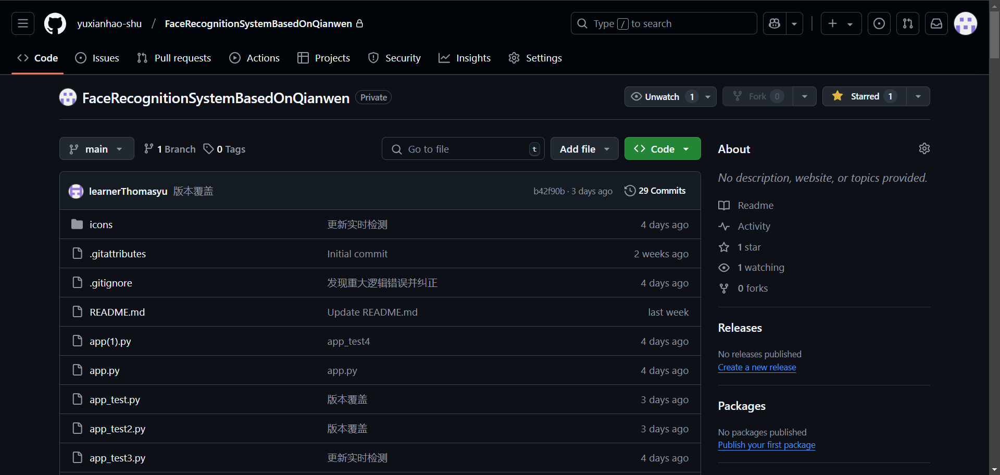 yuxianhao-shu / FaceRecognitionSystemBasedOnQianwen
Type / to search
Code Issues Pull requests Actions Projects Security Insights Settings
FaceRecognitionSystemBasedOnQianwen Private
Unwatch 1 Fork 0 Starred 1
main 1 Branch 0 Tags Go to file t Add file Code
learnerThomasyu 版本覆盖 b42f90b · 3 days ago 29 Commits
icons 更新实时检测 4 days ago
.gitattributes Initial commit 2 weeks ago
.gitignore 发现重大逻辑错误并纠正 4 days ago
README.md Update README.md last week
app(1).py app_test4 4 days ago
app.py app.py 4 days ago
app_test.py 版本覆盖 3 days ago
app_test2.py 版本覆盖 3 days ago
app_test3.py 更新实时检测 4 days ago
About
No description, website, or topics provided.
Readme
Activity
1 star
1 watching
0 forks
Releases
No releases published
Create a new release
Packages
No packages published
Publish your first package